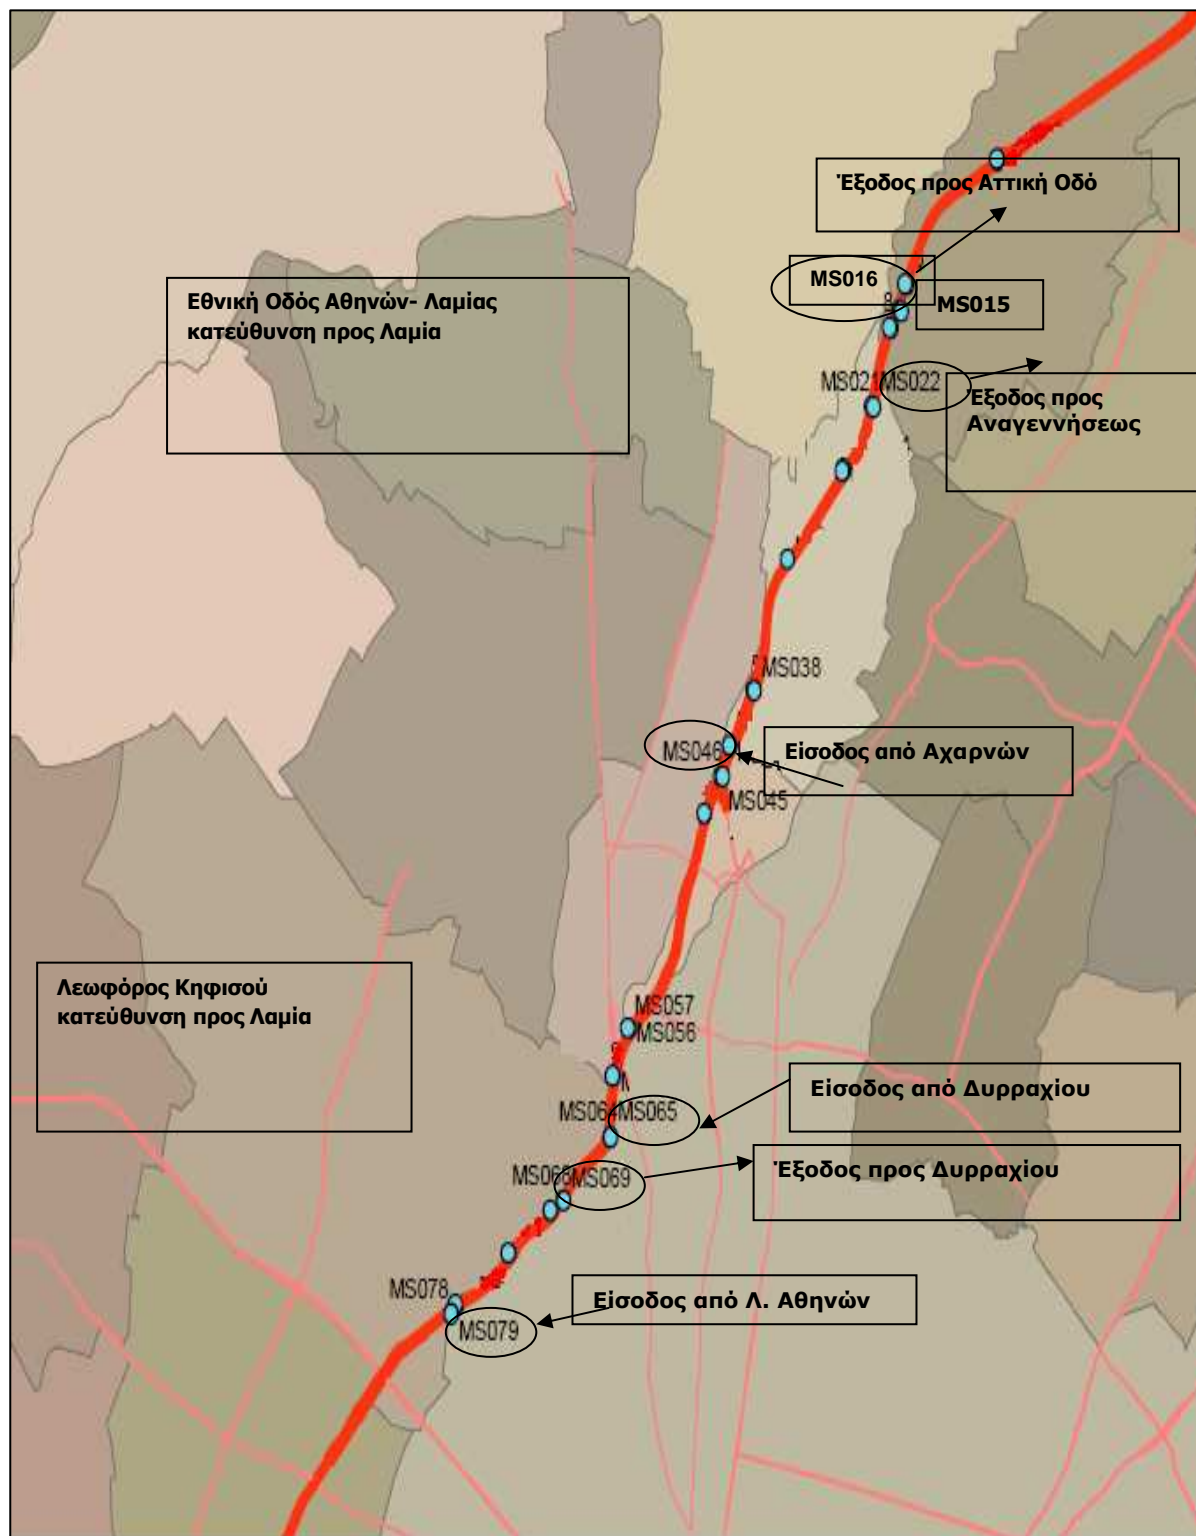 Έξοδος προς Αττική Οδό
MS016
Εθνική Οδός Αθηνών- Λαμίας
κατεύθυνση προς Λαμία
MS015
MS021 MS022
Έξοδος προς
Αναγεννήσεως
MS038
MS046
Είσοδος από Αχαρνών
MS045
Λεωφόρος Κηφισού
κατεύθυνση προς Λαμία
MS057
MS056
Είσοδος από Δυρραχίου
MS064 MS065
Έξοδος προς Δυρραχίου
MS068 MS069
MS078
Είσοδος από Λ. Αθηνών
MS079